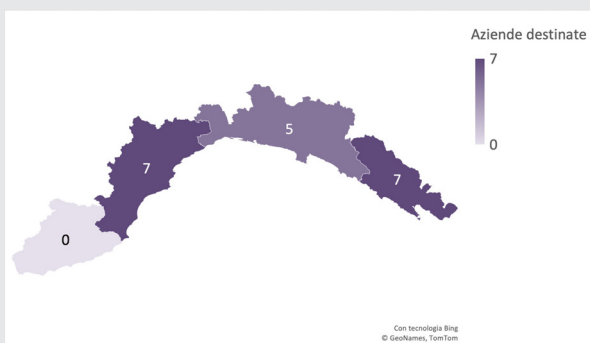 Aziende destinate
7
0
5
7
7
0
Con tecnologia Bing
© GeoNames, TomTom